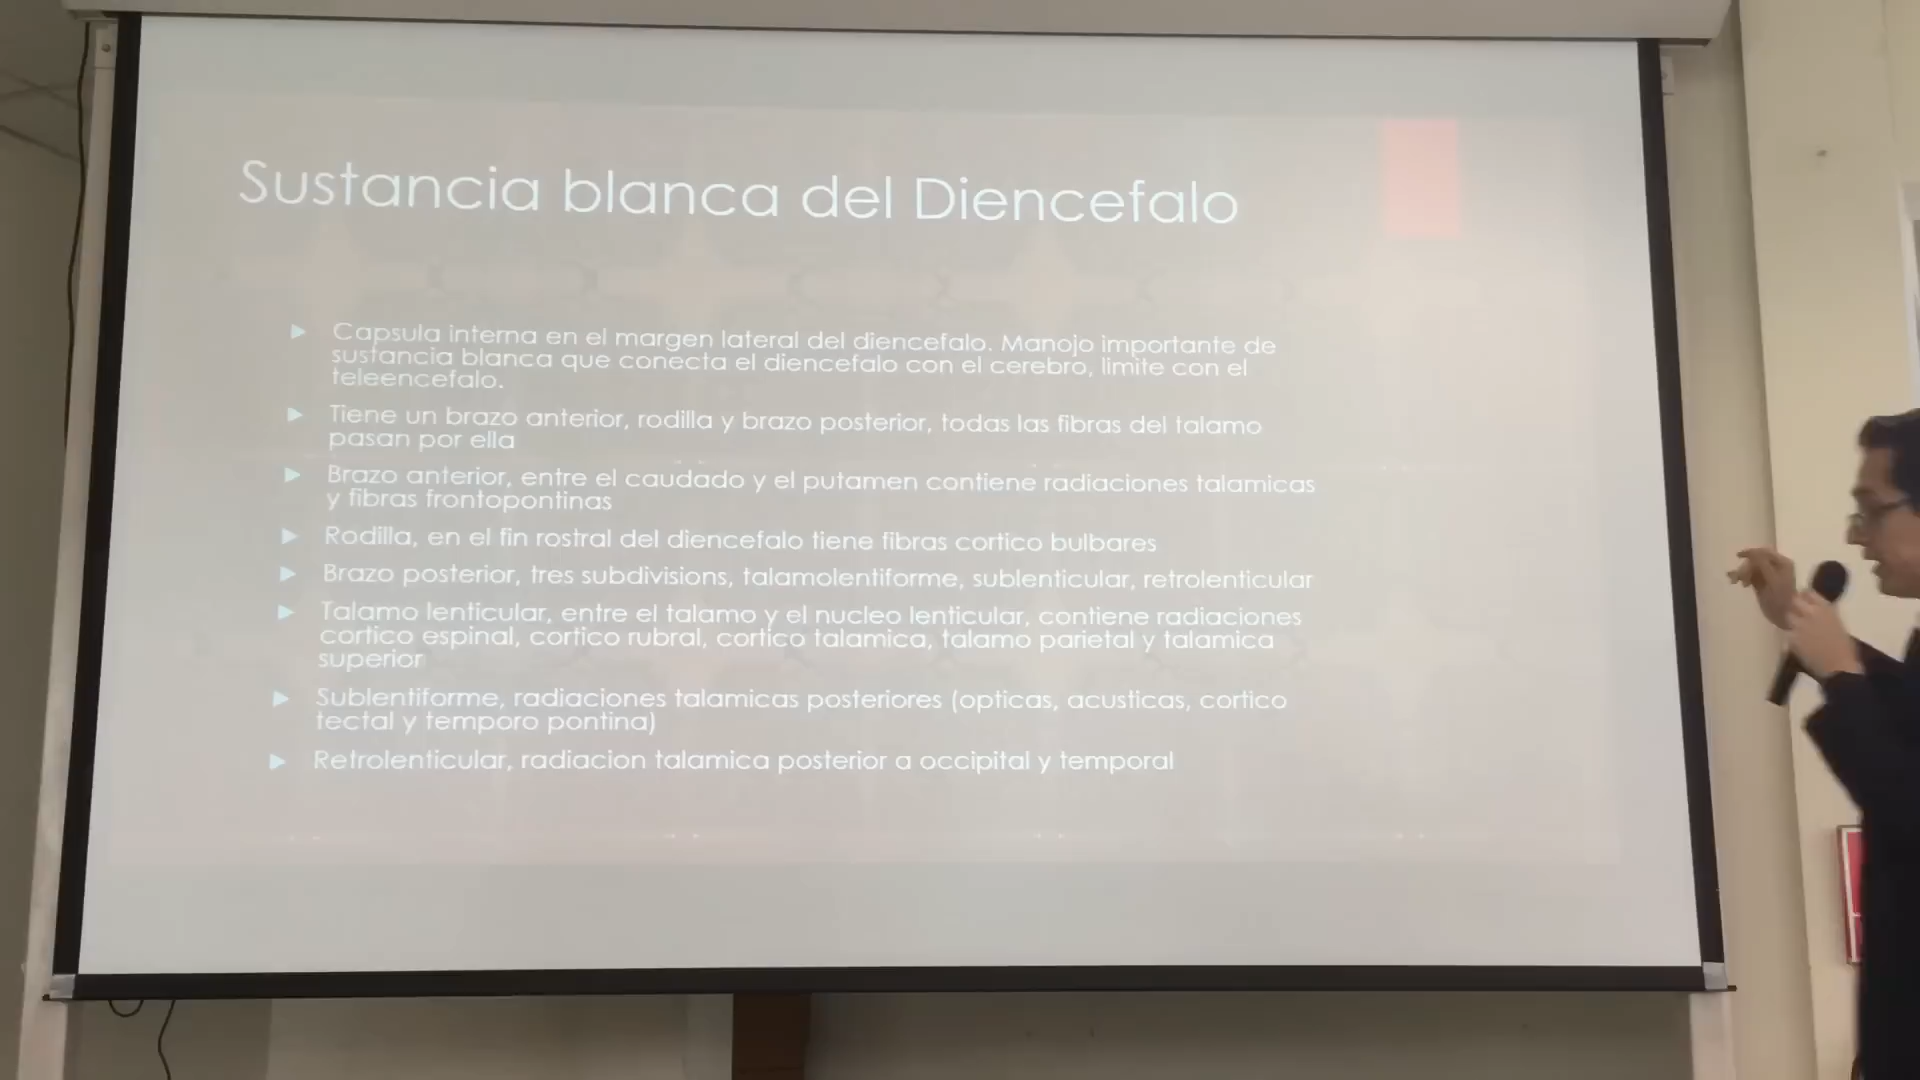 Sustancia blanca del Diencefalo
Capsula interna en el margen lateral del diencefalo. Manojo importante de
sustancia blanca que conecta el diencefalo con el cerebro, limite con el
teleencefalo.
Tiene un brazo anterior, rodilla y brazo posterior, todas las fibras del talamo
pasan por ella
Brazo anterior, entre el caudado y el putamen contiene radiaciones talamicas
y fibras frontopontinas
Rodilla, en el fin rostral del diencefalo tiene fibras cortico bulbares
Brazo posterior, tres subdivisions, talamolentiforme, sublenticular, retrolenticular
Talamo lenticular, entre el talamo y el nucleo lenticular, contiene radiaciones
cortico espinal, cortico rubral, cortico talamica, talamo parietal y talamica
superior
Sublentiforme, radiaciones talamicas posteriores (opticas, acusticas, cortico
tectal y temporo pontina)
Retrolenticular, radiacion talamica posterior a occipital y temporal